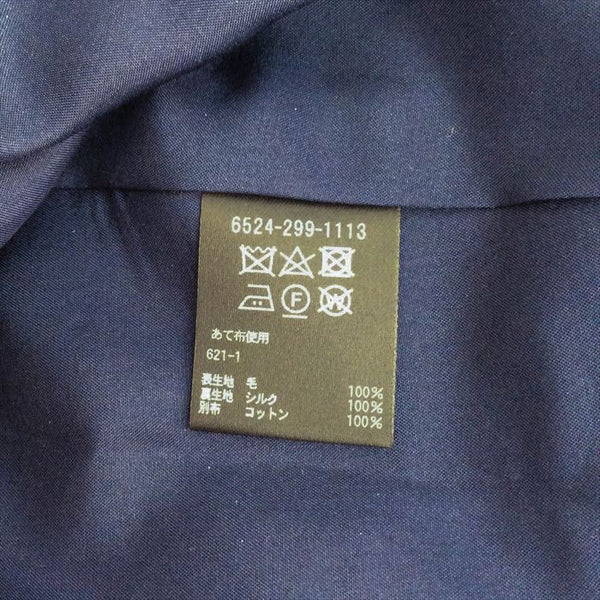 6524-299-1113
F W
あて布使用
621-1
表生地 毛 100%
裏生地 シルク 100%
別布 コットン 100%